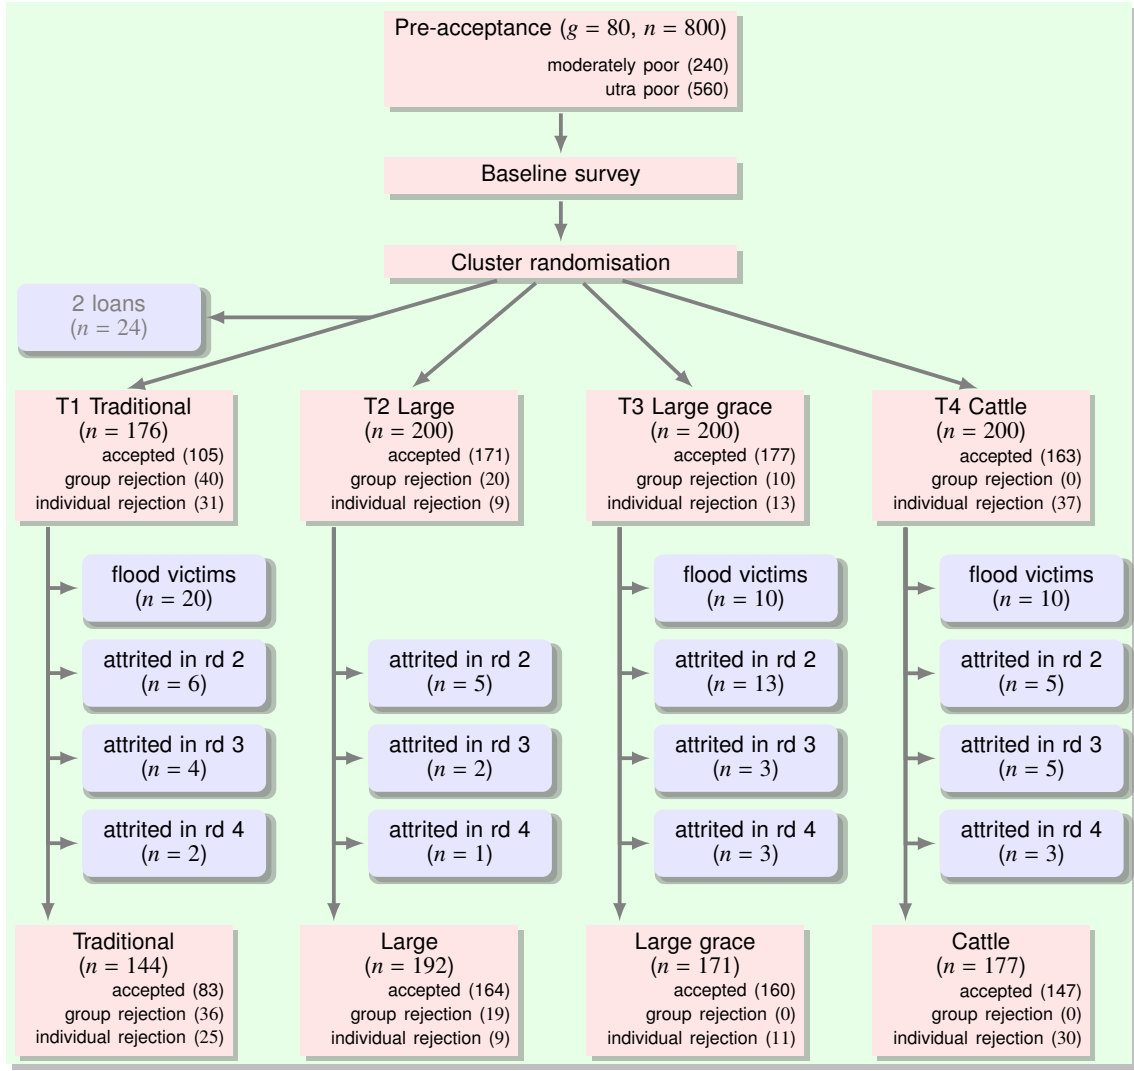 Pre-acceptance (g = 80, n = 800)
moderately poor (240)
utra poor (560)
Baseline survey
Cluster randomisation
2 loans
(n = 24)
T1 Traditional
(n = 176)
accepted (105)
group rejection (40)
individual rejection (31)
T2 Large
(n = 200)
accepted (171)
group rejection (20)
individual rejection (9)
T3 Large grace
(n = 200)
accepted (177)
group rejection (10)
individual rejection (13)
T4 Cattle
(n = 200)
accepted (163)
group rejection (0)
individual rejection (37)
flood victims
(n = 20)
attrited in rd 2
(n = 6)
attrited in rd 3
(n = 4)
attrited in rd 4
(n = 2)
attrited in rd 2
(n = 5)
attrited in rd 3
(n = 2)
attrited in rd 4
(n = 1)
flood victims
(n = 10)
attrited in rd 2
(n = 13)
attrited in rd 3
(n = 3)
attrited in rd 4
(n = 3)
flood victims
(n = 10)
attrited in rd 2
(n = 5)
attrited in rd 3
(n = 5)
attrited in rd 4
(n = 3)
Traditional
(n = 144)
accepted (83)
group rejection (36)
individual rejection (25)
Large
(n = 192)
accepted (164)
group rejection (19)
individual rejection (9)
Large grace
(n = 171)
accepted (160)
group rejection (0)
individual rejection (11)
Cattle
(n = 177)
accepted (147)
group rejection (0)
individual rejection (30)